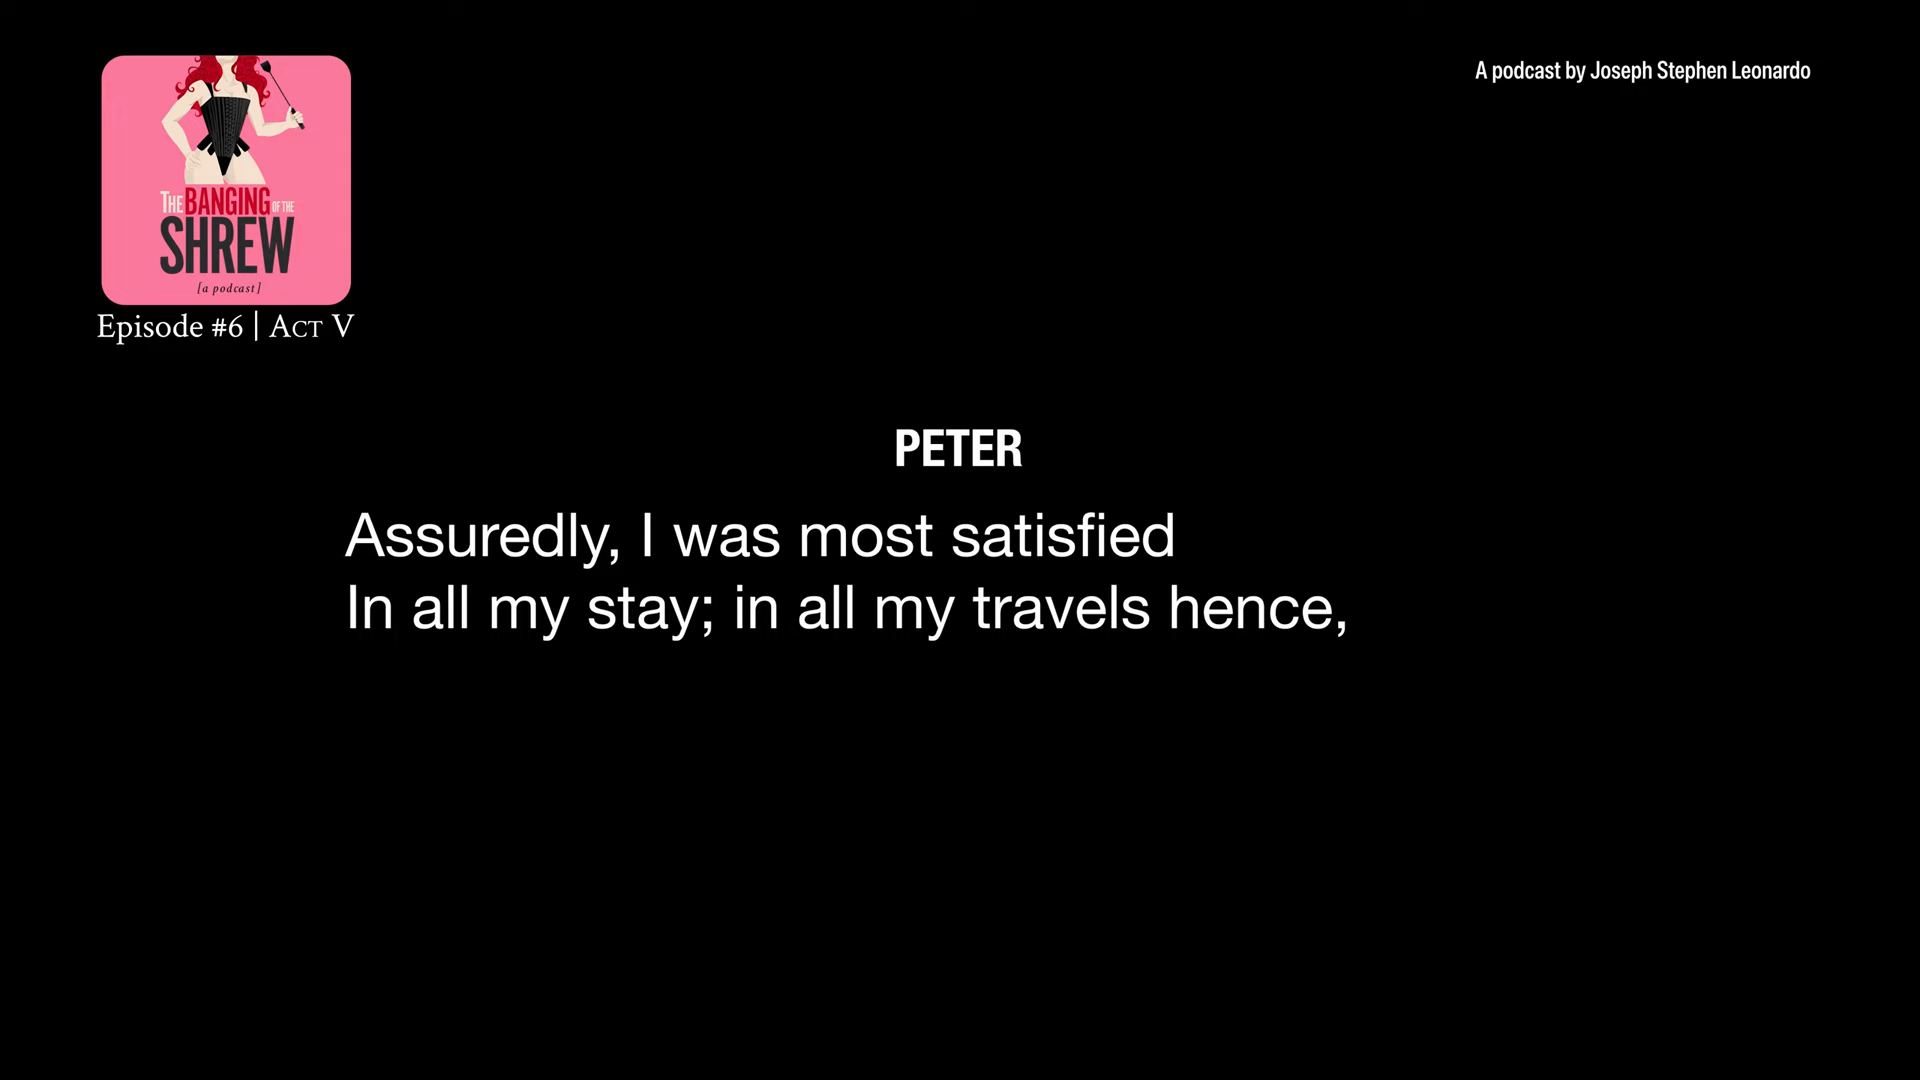 A podcast by Joseph Stephen Leonardo
THE BANGING OF THE
SHREW
[a podcast]
Episode #6 | ACT V
PETER
Assuredly, I was most satisfied
In all my stay; in all my travels hence,